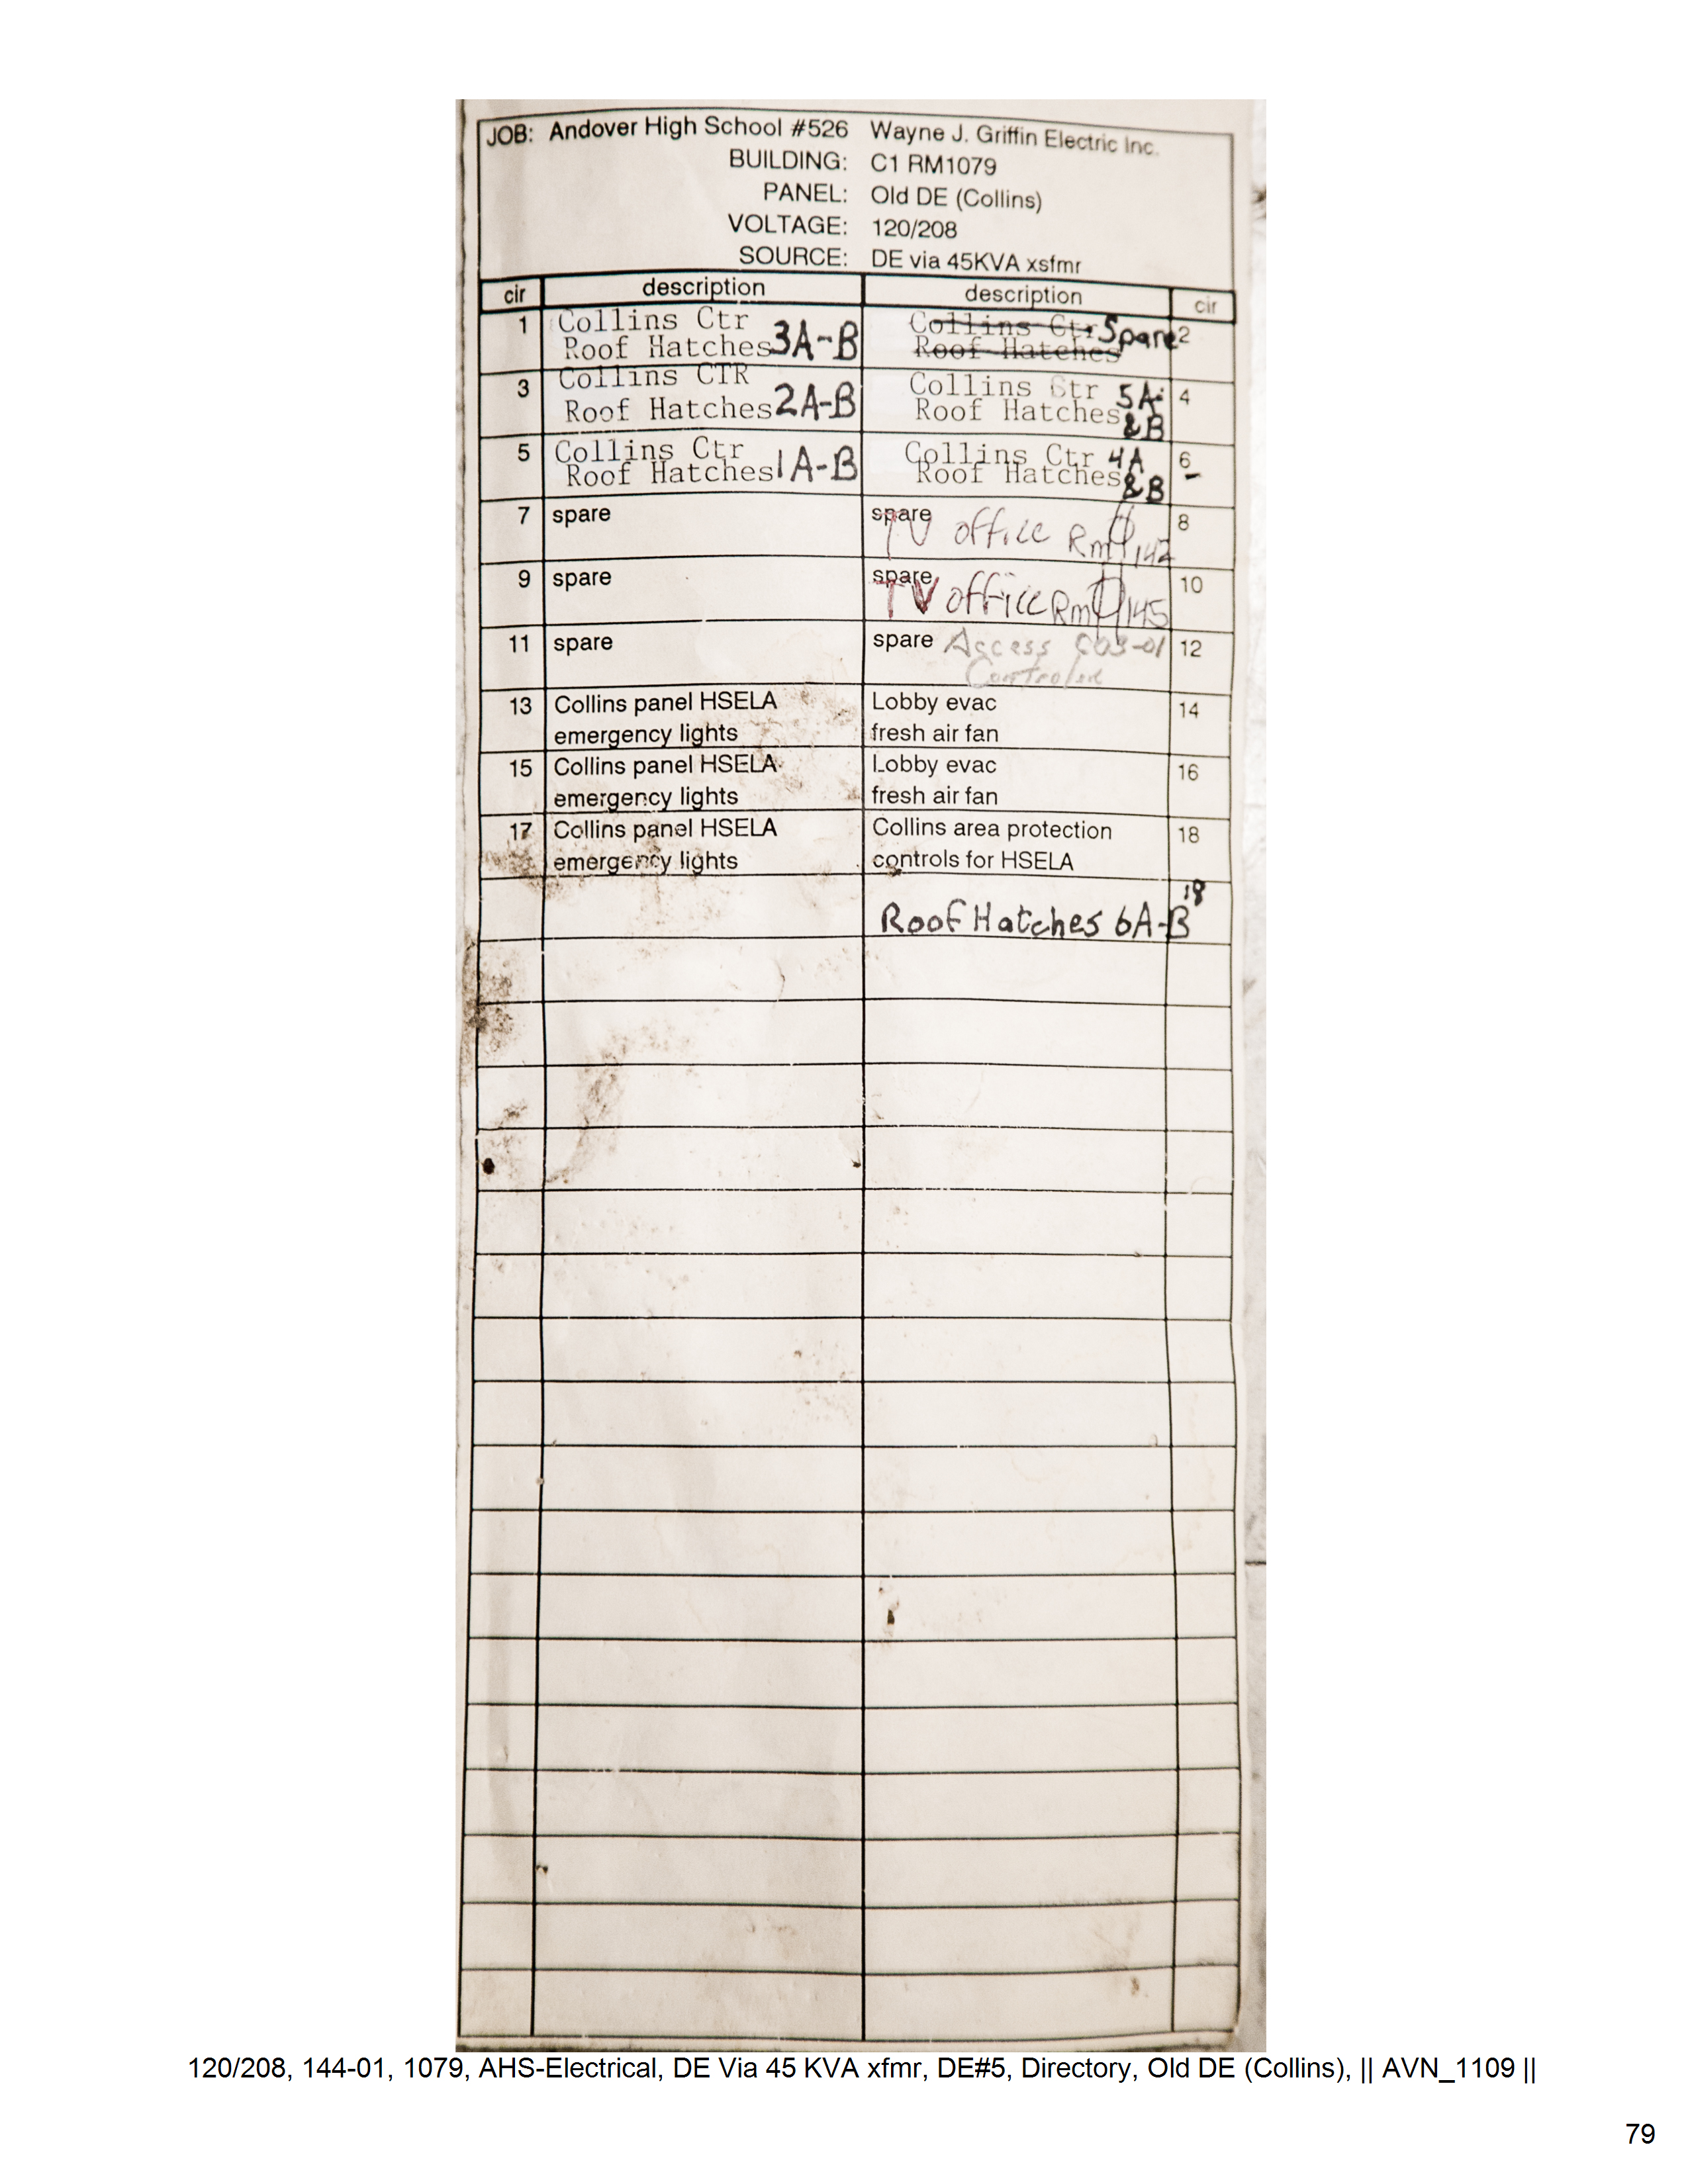 JOB: Andover High School #526 Wayne J. Griffin Electric Inc.
BUILDING: C1 RM1079
PANEL: Old DE (Collins)
VOLTAGE: 120/208
SOURCE: DE via 45KVA xsfmr
cir description description cir
1 Collins Ctr Roof Hatches 3A-B Collins Ctr Roof Hatches Spare 2
3 Collins CTR Roof Hatches 2A-B Collins Str Roof Hatches 5A & B 4
5 Collins Ctr Roof Hatches 1A-B Collins Ctr Roof Hatches 4A & B 6
7 spare spare TV office Rm 142 8
9 spare spare TV office Rm 145 10
11 spare spare Access 12
13 Collins panel HSELA Lobby evac 14
emergency lights fresh air fan
15 Collins panel HSELA Lobby evac 16
emergency lights fresh air fan
17 Collins panel HSELA Collins area protection 18
emergency lights controls for HSELA
Roof Hatches 6A-B 18
120/208, 144-01, 1079, AHS-Electrical, DE Via 45 KVA xfmr, DE#5, Directory, Old DE (Collins), || AVN_1109 ||
79